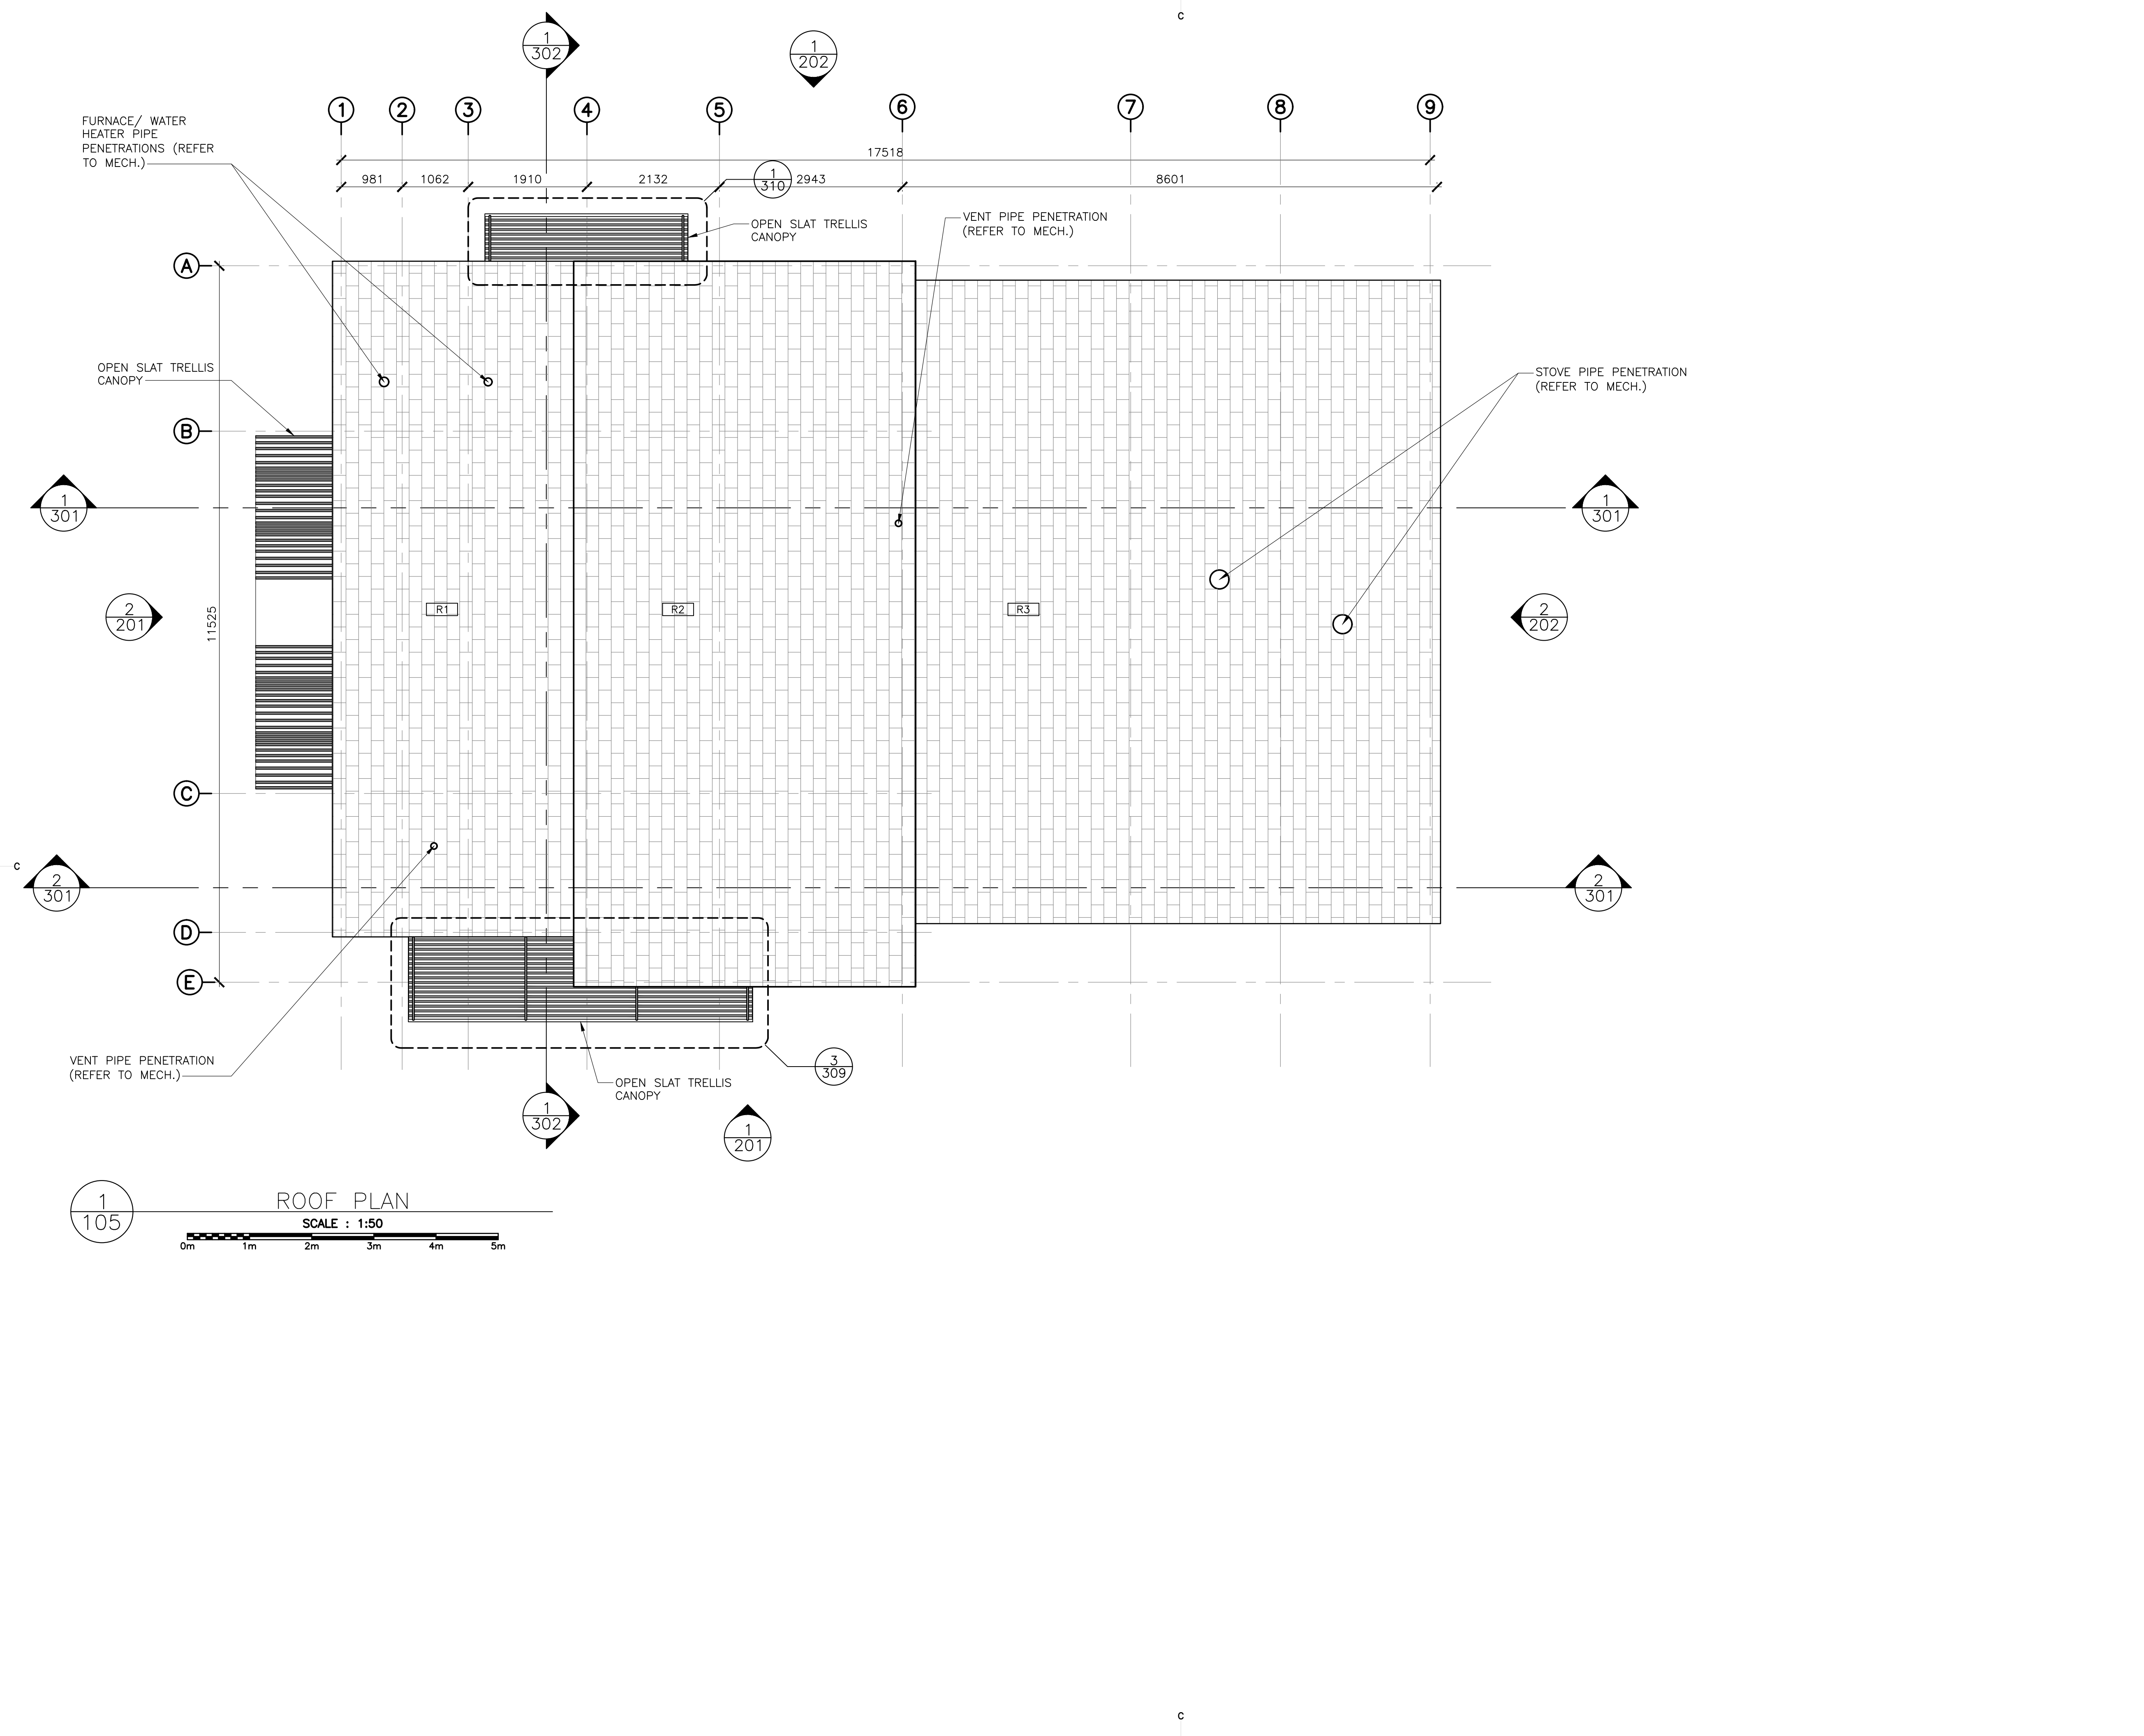 c
1
302
1
202
1
2
3
4
5
6
7
8
9
FURNACE/ WATER
HEATER PIPE
PENETRATIONS (REFER
TO MECH.)
17518
981
1062
1910
2132
1
310
2943
8601
OPEN SLAT TRELLIS
CANOPY
VENT PIPE PENETRATION
(REFER TO MECH.)
A
OPEN SLAT TRELLIS
CANOPY
STOVE PIPE PENETRATION
(REFER TO MECH.)
B
1
301
1
301
2
201
11525
R1
R2
R3
2
202
C
c
2
301
2
301
D
E
VENT PIPE PENETRATION
(REFER TO MECH.)
3
309
OPEN SLAT TRELLIS
CANOPY
1
302
1
201
1
105
ROOF PLAN
SCALE : 1:50
0m 1m 2m 3m 4m 5m
c